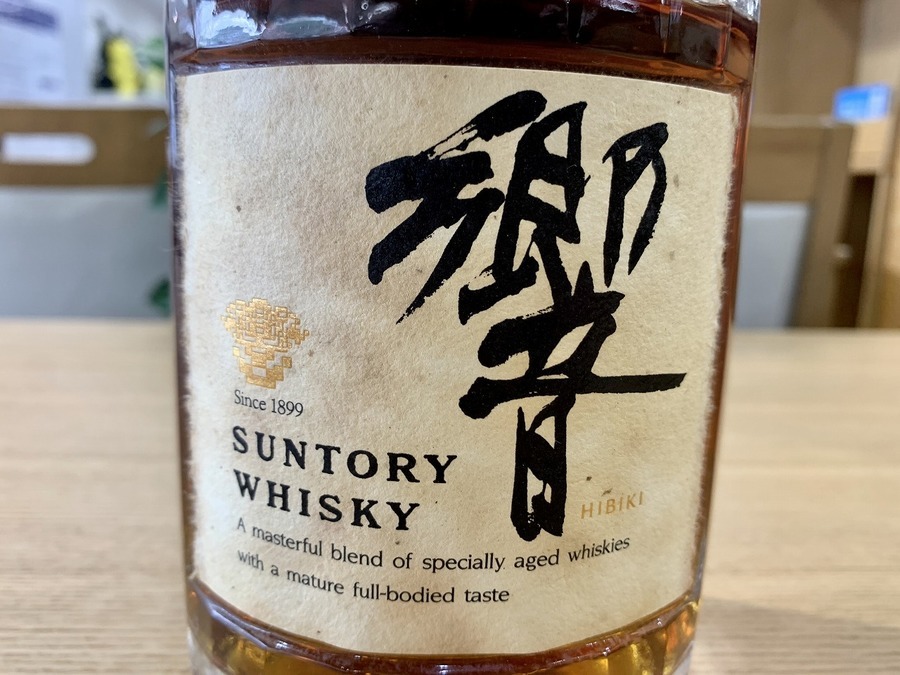 響
Since 1899
SUNTORY
WHISKY
HIBIKI
A masterful blend of specially aged whiskies
with a mature full-bodied taste